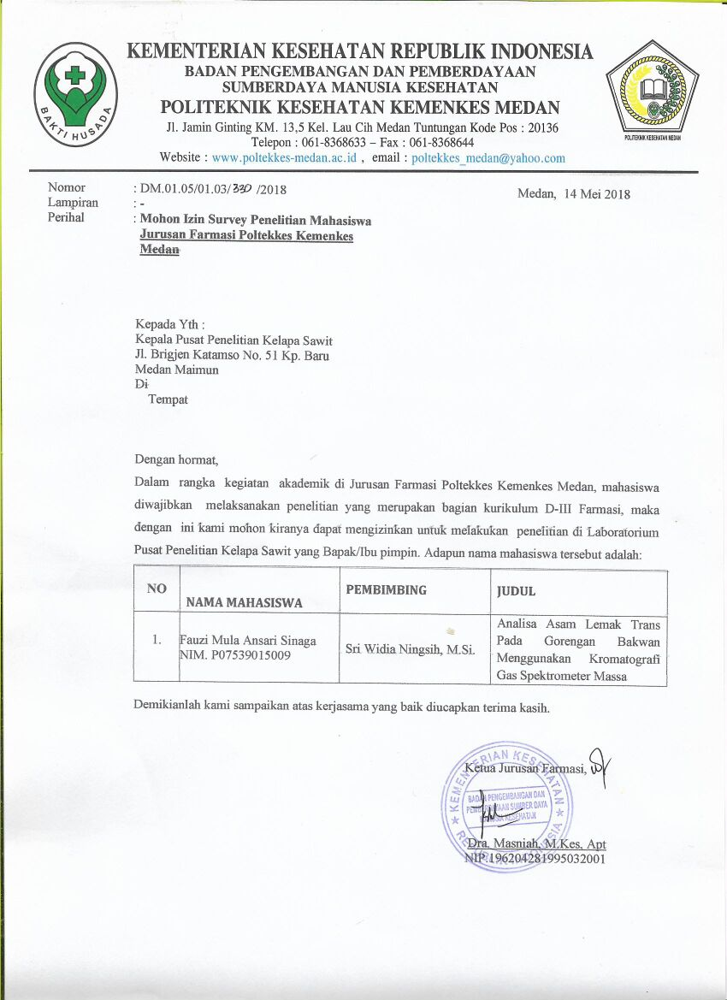 KEMENTERIAN KESEHATAN REPUBLIK INDONESIA
BADAN PENGEMBANGAN DAN PEMBERDAYAAN
SUMBERDAYA MANUSIA KESEHATAN
POLITEKNIK KESEHATAN KEMENKES MEDAN
Jl. Jamin Ginting KM. 13,5 Kel. Lau Cih Medan Tuntungan Kode Pos : 20136
Telepon : 061-8368633 – Fax : 061-8368644
Website : www.poltekkes-medan.ac.id , email : poltekkes_medan@yahoo.com
BAKTI HUSADA
POLITEKNIK KESEHATAN MEDAN
Nomor : DM.01.05/01.03/330 /2018
Medan, 14 Mei 2018
Lampiran : -
Perihal : Mohon Izin Survey Penelitian Mahasiswa
Jurusan Farmasi Poltekkes Kemenkes
Medan
Kepada Yth :
Kepala Pusat Penelitian Kelapa Sawit
Jl. Brigjen Katamso No. 51 Kp. Baru
Medan Maimun
Di
Tempat
Dengan hormat,
Dalam rangka kegiatan akademik di Jurusan Farmasi Poltekkes Kemenkes Medan, mahasiswa
diwajibkan melaksanakan penelitian yang merupakan bagian kurikulum D-III Farmasi, maka
dengan ini kami mohon kiranya dapat mengizinkan untuk melakukan penelitian di Laboratorium
Pusat Penelitian Kelapa Sawit yang Bapak/Ibu pimpin. Adapun nama mahasiswa tersebut adalah:
NO NAMA MAHASISWA PEMBIMBING JUDUL
1. Fauzi Mula Ansari Sinaga
NIM. P07539015009
Sri Widia Ningsih, M.Si.
Analisa Asam Lemak Trans
Pada Gorengan Bakwan
Menggunakan Kromatografi
Gas Spektrometer Massa
Demikianlah kami sampaikan atas kerjasama yang baik diucapkan terima kasih.
Ketua Jurusan Farmasi,
KEMENTERIAN KESEHATAN
BADAN PENGEMBANGAN DAN
PEMBERDAYAAN SUMBER DAYA
MANUSIA KESEHATAN
REPUBLIK INDONESIA
Dra. Masniah, M.Kes, Apt
NIP.196204281995032001